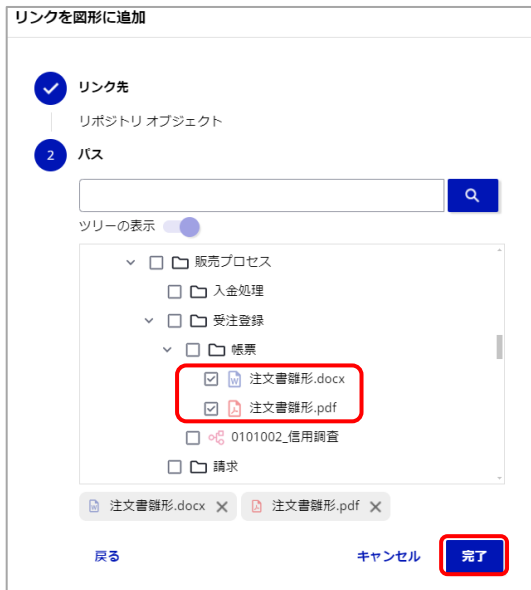 リンクを図形に追加
リンク先
リポジトリ オブジェクト
2 パス
ツリーの表示
販売プロセス
入金処理
受注登録
帳票
注文書雛形.docx
注文書雛形.pdf
0101002_信用調査
請求
注文書雛形.docx 注文書雛形.pdf
戻る キャンセル 完了